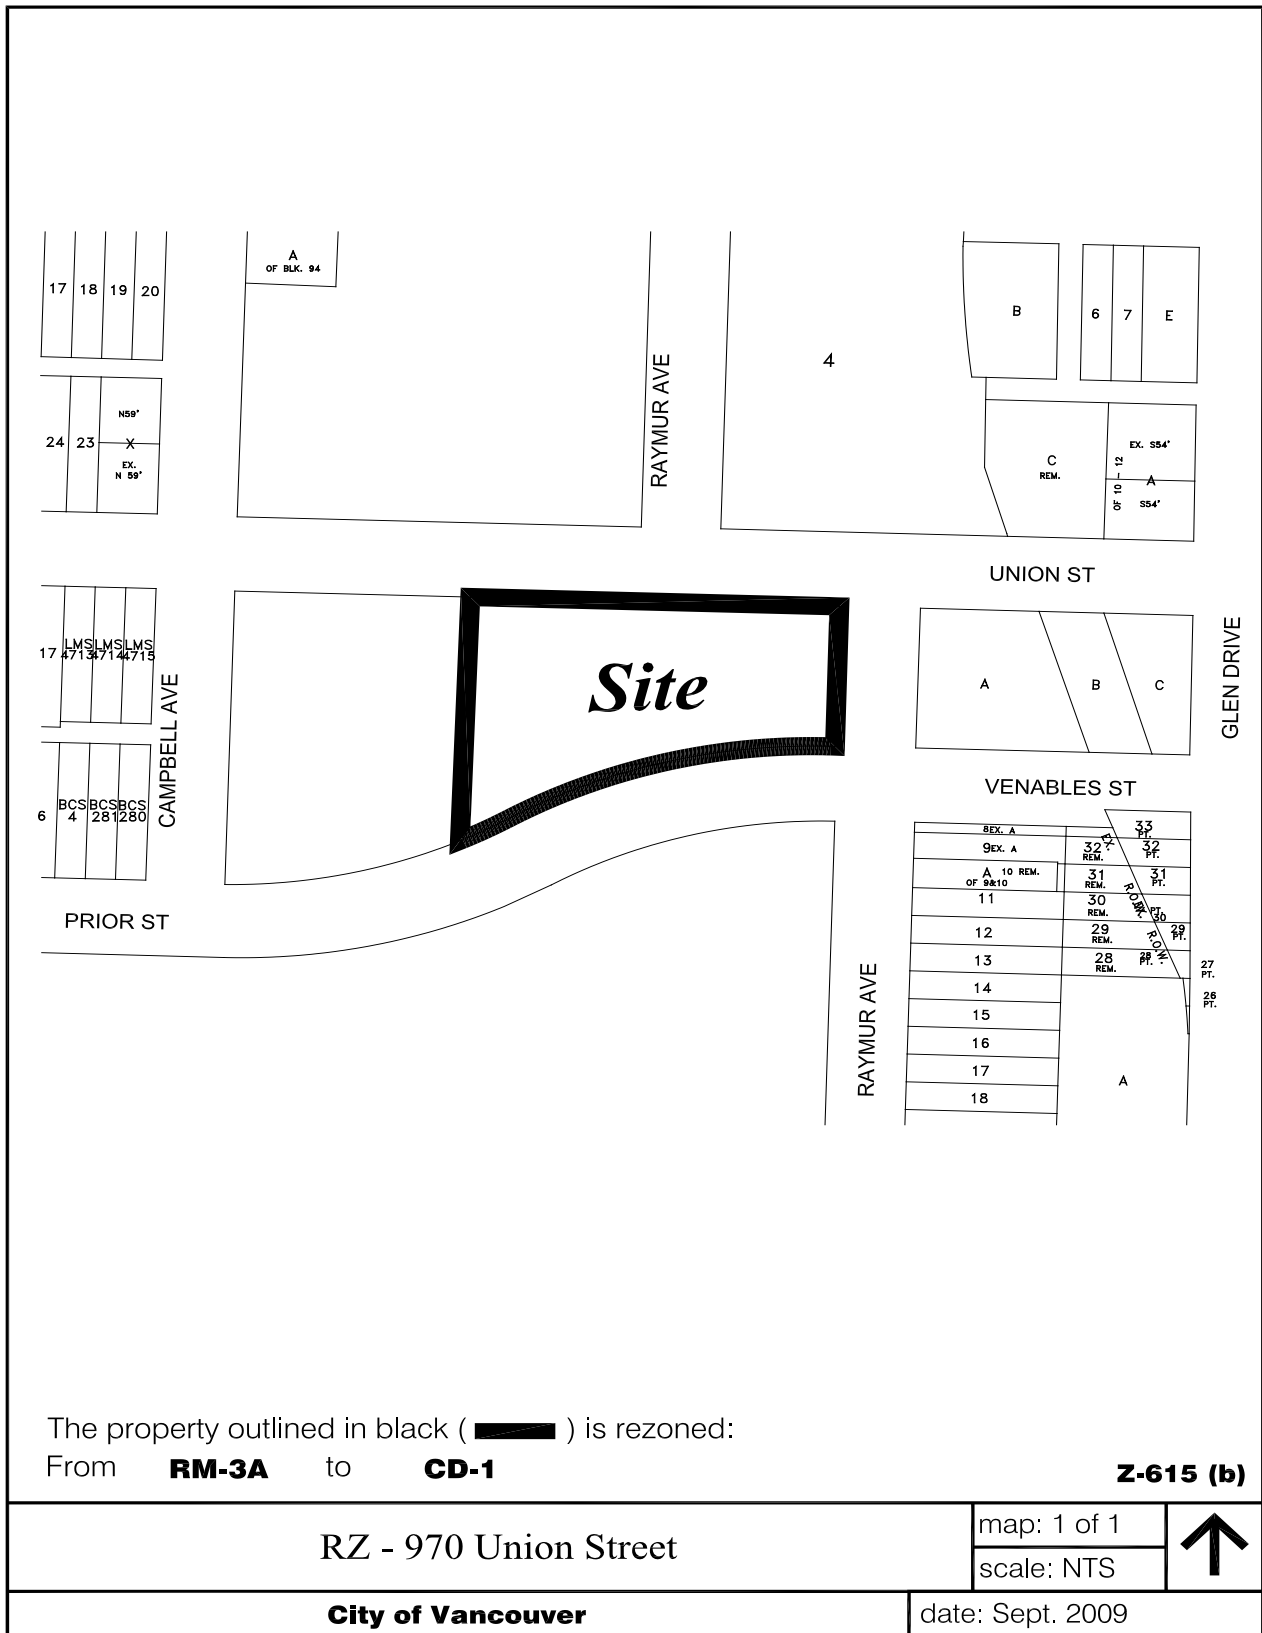 A
OF BLK. 94
17 18 19 20
B
6 7 E
4
RAYMUR AVE
N59'
24 23 X
EX.
N 59'
C
REM.
OF 10 - 12
EX. S54'
A
S54'
UNION ST
17
LMS
4713
LMS
4714
LMS
4715
CAMPBELL AVE
Site
A B C
GLEN DRIVE
VENABLES ST
6
BCS
4
BCS
281
BCS
280
PRIOR ST
8EX. A
9EX. A
A 10 REM.
OF 9&10
11
12
13
14
15
16
17
18
32
REM.
31
REM.
30
REM.
29
REM.
28
REM.
EX.
R.O.W.
R.O.W.
33
PT.
32
PT.
31
PT.
PT.
30
29
PT.
PT.
27
PT.
26
PT.
A
RAYMUR AVE
The property outlined in black ( ) is rezoned:
From RM-3A to CD-1
Z-615 (b)
RZ - 970 Union Street
map: 1 of 1
scale: NTS
City of Vancouver
date: Sept. 2009